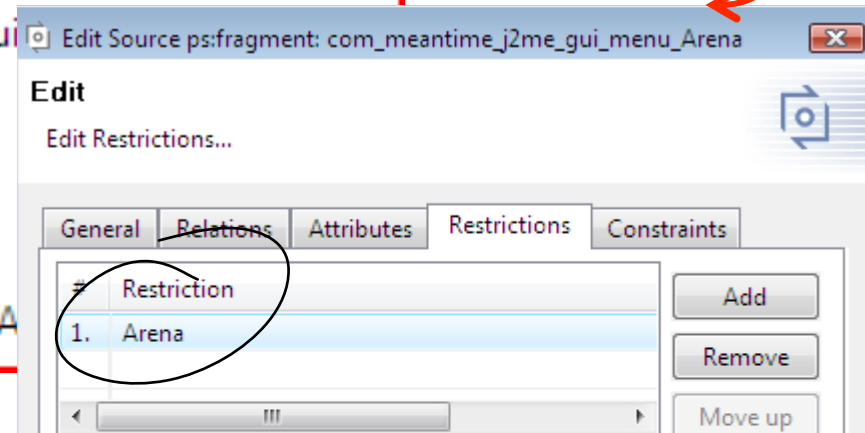 ui
Edit Source ps:fragment: com_meantime_j2me_gui_menu_Arena
Edit
Edit Restrictions...
General Relations Attributes Restrictions Constraints
# Restriction Add
A 1. Arena
Remove
Move up